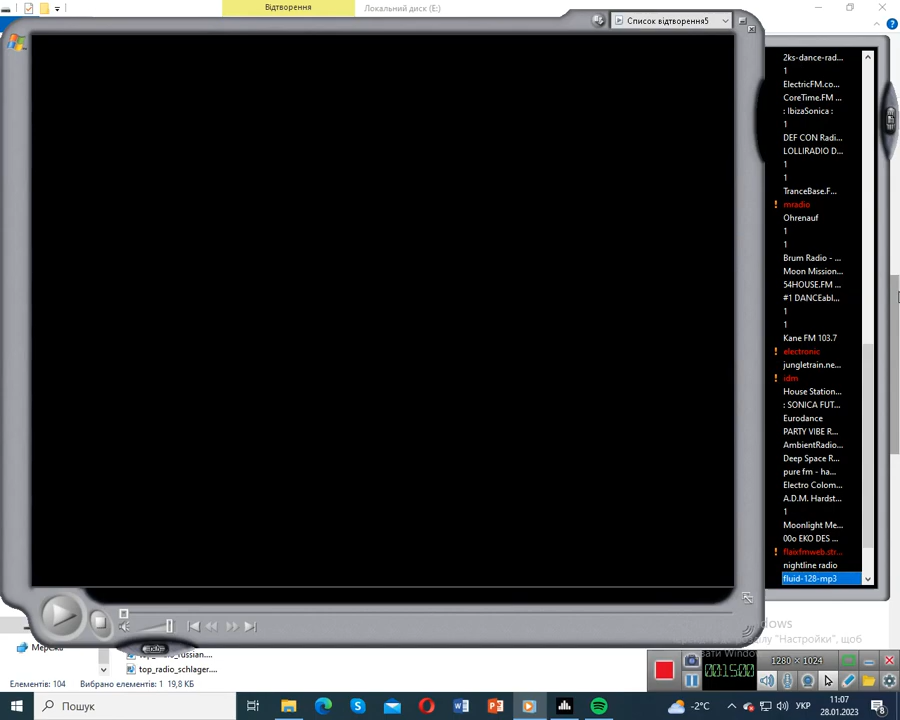 Відтворення
Локальний диск (E:)
Список відтворення5
2ks-dance-rad...
1
ElectricFM.co...
CoreTime.FM ...
: IbizaSonica :
1
DEF CON Radi...
LOLLIRADIO D...
1
1
TranceBase.F...
! mradio
Ohrenauf
1
1
Brum Radio - ...
Moon Mission...
54HOUSE.FM ...
#1 DANCEabl...
1
1
Kane FM 103.7
! electronic
jungletrain.ne...
! idm
House Station...
: SONICA FUT...
Eurodance
PARTY VIBE R...
AmbientRadio...
Deep Space R...
pure fm - ha...
Electro Colom...
A.D.M. Hardst...
1
Moonlight Me...
00o EKO DES ...
! flaixfmweb.str...
nightline radio
fluid-128-mp3
Мережа
top_radio_schlager....
Елементів: 104
Вибрано елементів: 1 19,8 КБ
1280 × 1024
00:15:00
Пошук
-2°C
УКР
11:07
28.01.2023
8